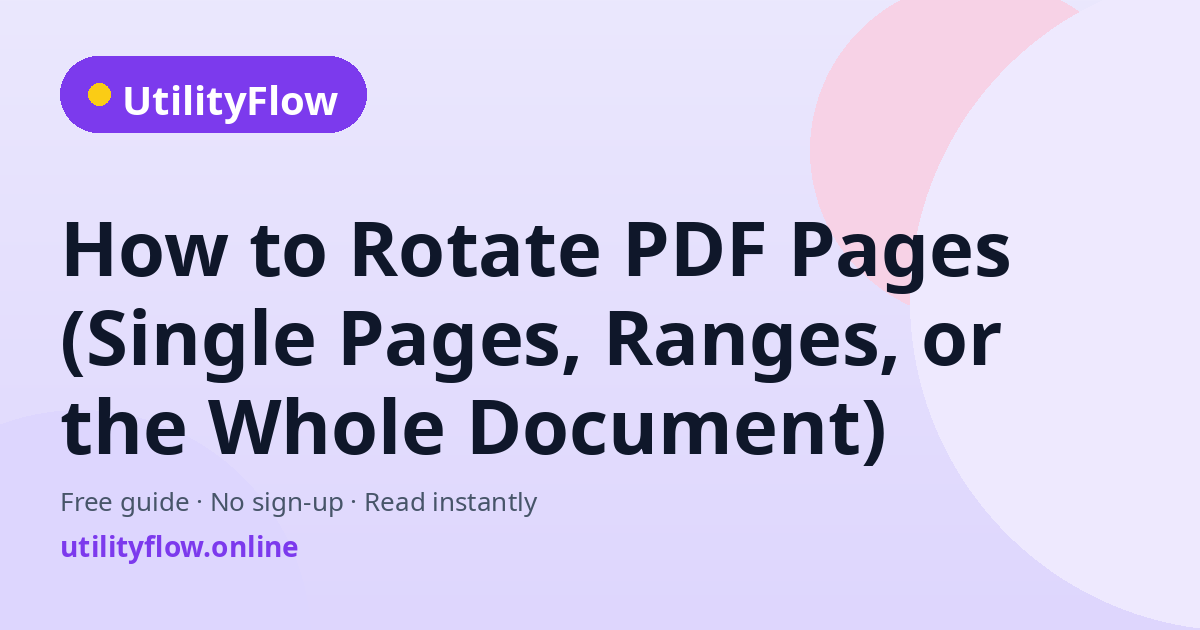 UtilityFlow
How to Rotate PDF Pages
(Single Pages, Ranges, or
the Whole Document)
Free guide · No sign-up · Read instantly
utilityflow.online